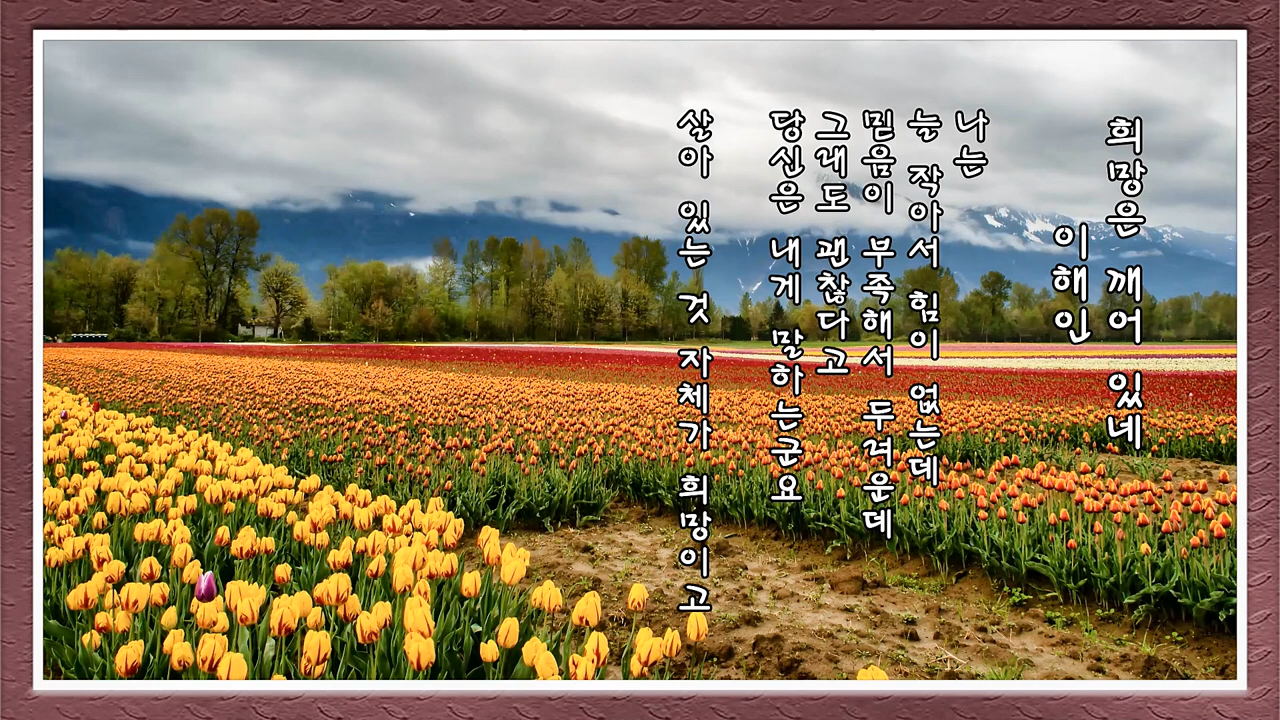 희망은 깨어 있네
이해인
나는
늘 작아서 힘이 없는데
믿음이 부족해서 두려운데
그래도 괜찮다고
당신은 내게 말하는군요
살아 있는 것 자체가 희망이고